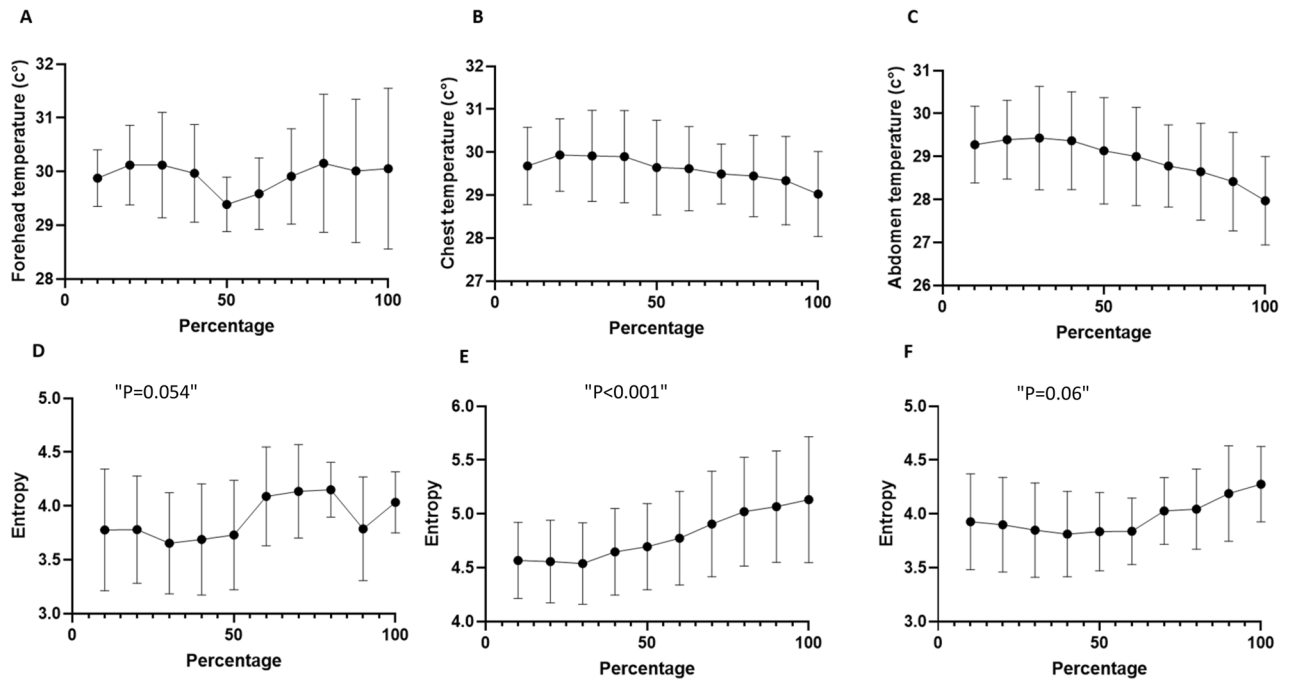 A
B
C
Forehead temperature (c°)
32
31
30
29
28
0
50
100
Percentage
Chest temperature (c°)
32
31
30
29
28
27
0
50
100
Percentage
Abdomen temperature (c°)
31
30
29
28
27
26
0
50
100
Percentage
D
E
F
"P=0.054"
Entropy
5.0
4.5
4.0
3.5
3.0
0
50
100
Percentage
"P<0.001"
Entropy
6.0
5.5
5.0
4.5
4.0
0
50
100
Percentage
"P=0.06"
Entropy
5.0
4.5
4.0
3.5
3.0
0
50
100
Percentage